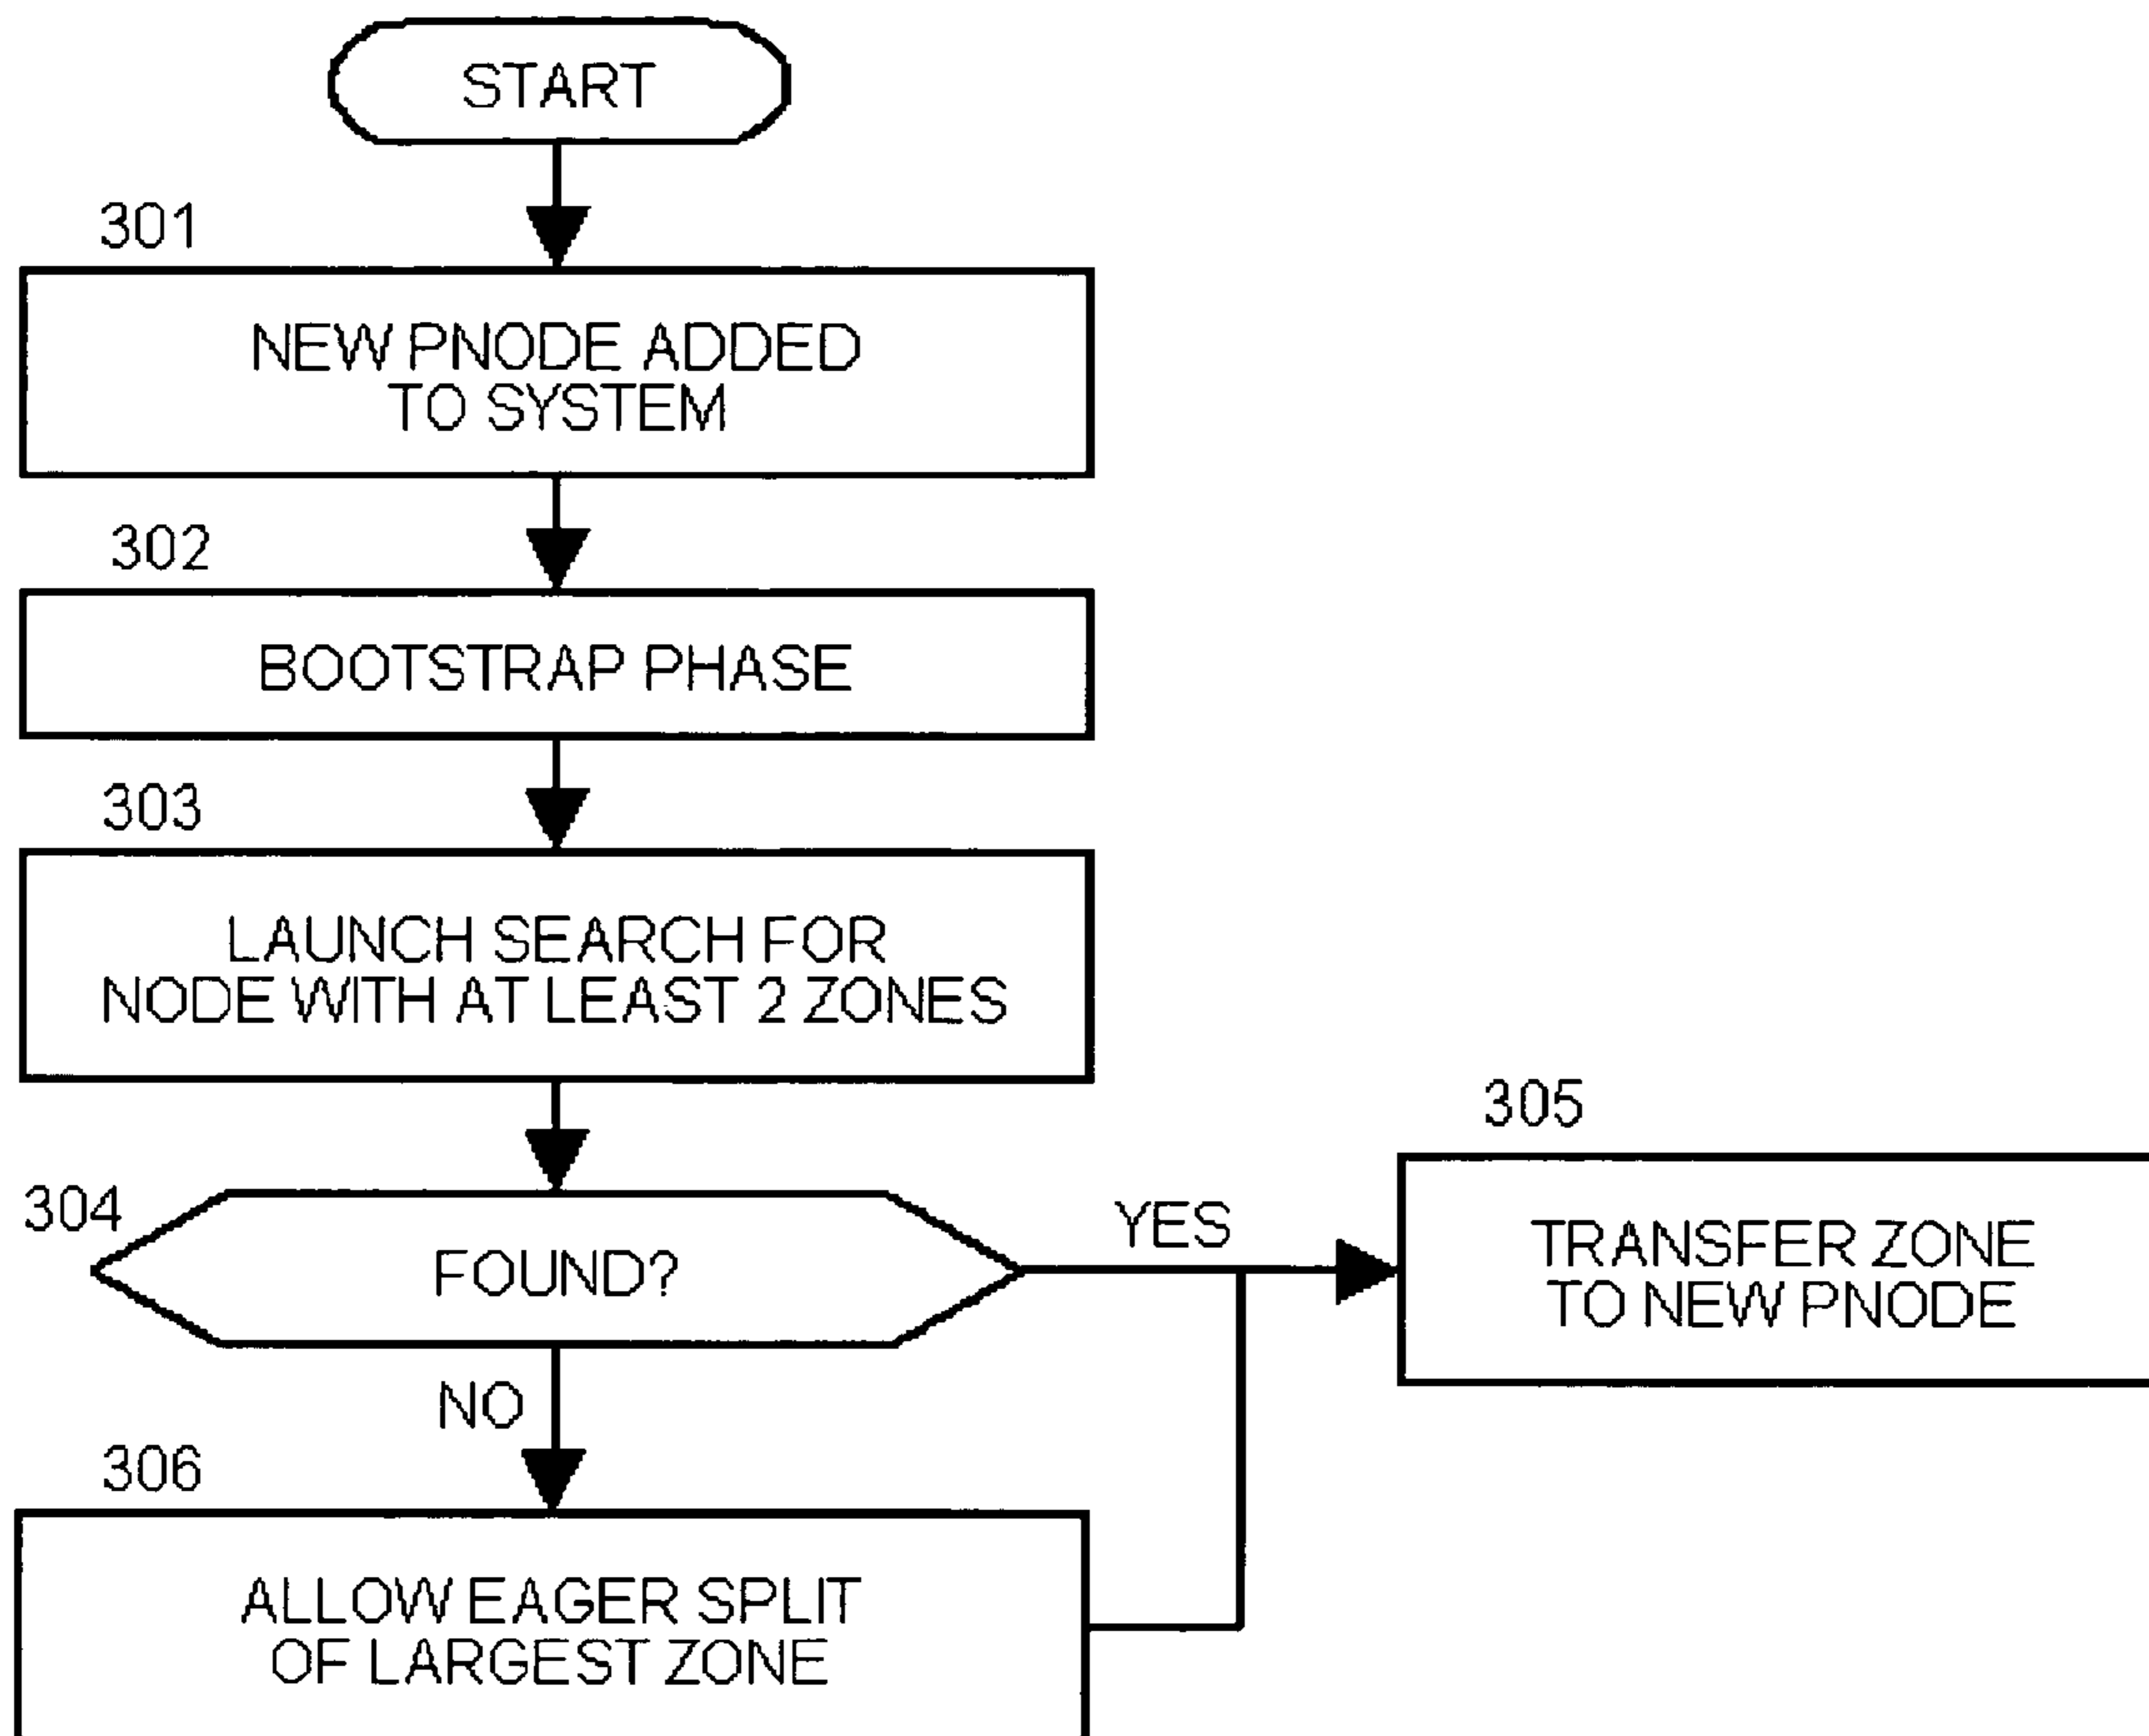 START
301
NEW PNODE ADDED
TO SYSTEM
302
BOOTSTRAP PHASE
303
LAUNCH SEARCH FOR
NODE WITH AT LEAST 2 ZONES
304
FOUND?
YES
305
TRANSFER ZONE
TO NEW PNODE
NO
306
ALLOW EAGER SPLIT
OF LARGEST ZONE